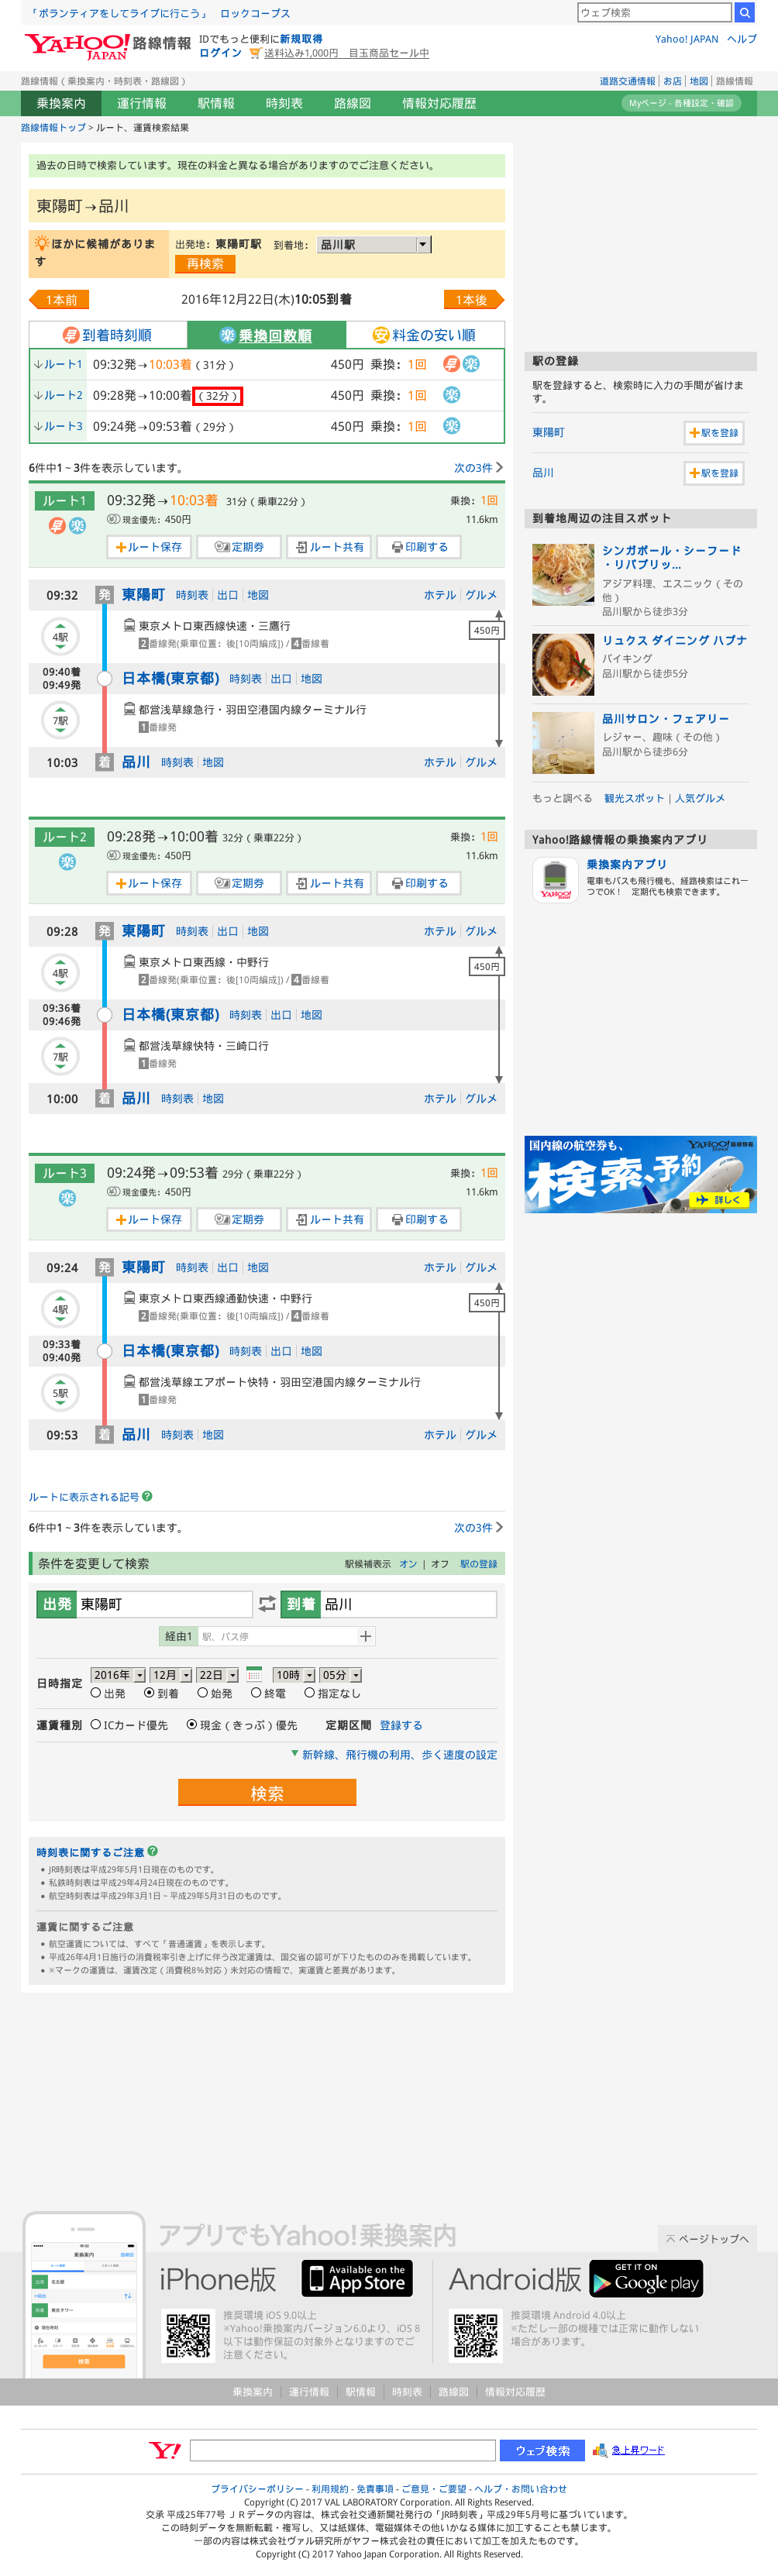 「ボランティアをしてライブに行こう」 ロックコープス
ウェブ検索
YAHOO! JAPAN 路線情報
IDでもっと便利に新規取得
ログイン 送料込み1,000円 目玉商品セール中
Yahoo! JAPAN ヘルプ
路線情報(乗換案内・時刻表・路線図)
道路交通情報 お店 地図 路線情報
乗換案内 運行情報 駅情報 時刻表 路線図 情報対応履歴
Myページ - 各種設定・確認
路線情報トップ > ルート、運賃検索結果
過去の日時で検索しています。現在の料金と異なる場合がありますのでご注意ください。
東陽町→品川
ほかに候補があります
出発地: 東陽町駅 到着地: 品川駅
再検索
1本前 2016年12月22日(木)10:05到着 1本後
早 到着時刻順 楽 乗換回数順 安 料金の安い順
ルート1 09:32発→10:03着(31分) 450円 乗換: 1回 早 楽
ルート2 09:28発→10:00着(32分) 450円 乗換: 1回 楽
ルート3 09:24発→09:53着(29分) 450円 乗換: 1回 楽
6件中1 ~ 3件を表示しています。 次の3件
ルート1 09:32発→10:03着 31分(乗車22分) 乗換: 1回
早 楽 現金優先: 450円 11.6km
ルート保存 定期券 ルート共有 印刷する
09:32 発 東陽町 時刻表 出口 地図 ホテル グルメ
4駅 東京メトロ東西線快速・三鷹行
2番線発(乗車位置: 後[10両編成]) / 4番線着
450円
09:40着
09:49発
日本橋(東京都) 時刻表 出口 地図
7駅 都営浅草線急行・羽田空港国内線ターミナル行
1番線発
10:03 着 品川 時刻表 地図 ホテル グルメ
ルート2 09:28発→10:00着 32分(乗車22分) 乗換: 1回
楽 現金優先: 450円 11.6km
ルート保存 定期券 ルート共有 印刷する
09:28 発 東陽町 時刻表 出口 地図 ホテル グルメ
4駅 東京メトロ東西線・中野行
2番線発(乗車位置: 後[10両編成]) / 4番線着
450円
09:36着
09:46発
日本橋(東京都) 時刻表 出口 地図
7駅 都営浅草線快特・三崎口行
1番線発
10:00 着 品川 時刻表 地図 ホテル グルメ
ルート3 09:24発→09:53着 29分(乗車22分) 乗換: 1回
楽 現金優先: 450円 11.6km
ルート保存 定期券 ルート共有 印刷する
09:24 発 東陽町 時刻表 出口 地図 ホテル グルメ
4駅 東京メトロ東西線通勤快速・中野行
2番線発(乗車位置: 後[10両編成]) / 4番線着
450円
09:33着
09:40発
日本橋(東京都) 時刻表 出口 地図
5駅 都営浅草線エアポート快特・羽田空港国内線ターミナル行
1番線発
09:53 着 品川 時刻表 地図 ホテル グルメ
ルートに表示される記号
6件中1 ~ 3件を表示しています。 次の3件
条件を変更して検索 駅候補表示 オン | オフ 駅の登録
出発 東陽町 到着 品川
経由1 駅、バス停
日時指定 2016年 12月 22日 10時 05分
出発 到着 始発 終電 指定なし
運賃種別 ICカード優先 現金(きっぷ)優先 定期区間 登録する
新幹線、飛行機の利用、歩く速度の設定
検索
時刻表に関するご注意
JR時刻表は平成29年5月1日現在のものです。
私鉄時刻表は平成29年4月24日現在のものです。
航空時刻表は平成29年3月1日~平成29年5月31日のものです。
運賃に関するご注意
航空運賃については、すべて「普通運賃」を表示します。
平成26年4月1日施行の消費税率引き上げに伴う改定運賃は、国交省の認可が下りたもののみを掲載しています。
※マークの運賃は、運賃改定(消費税8%対応)未対応の情報で、実運賃と差異があります。
駅の登録
駅を登録すると、検索時に入力の手間が省けます。
東陽町 駅を登録
品川 駅を登録
到着地周辺の注目スポット
シンガポール・シーフード・リパブリッ...
アジア料理、エスニック(その他)
品川駅から徒歩3分
リュクス ダイニング ハプナ
バイキング
品川駅から徒歩5分
品川サロン・フェアリー
レジャー、趣味(その他)
品川駅から徒歩6分
もっと調べる 観光スポット | 人気グルメ
Yahoo!路線情報の乗換案内アプリ
乗換案内アプリ
電車もバスも飛行機も、経路検索はこれ一つでOK! 定期代も検索できます。
国内線の航空券も、 YAHOO! JAPAN 路線情報
検索、予約
詳しく
アプリでもYahoo!乗換案内
ページトップへ
iPhone版 Available on the App Store
推奨環境 iOS 9.0以上
※Yahoo!乗換案内バージョン6.0より、iOS 8以下は動作保証の対象外となりますのでご注意ください。
Android版 GET IT ON Google play
推奨環境 Android 4.0以上
※ただし一部の機種では正常に動作しない場合があります。
乗換案内 運行情報 駅情報 時刻表 路線図 情報対応履歴
Y! ウェブ検索 急上昇ワード
プライバシーポリシー - 利用規約 - 免責事項 - ご意見・ご要望 - ヘルプ・お問い合わせ
Copyright (C) 2017 VAL LABORATORY Corporation. All Rights Reserved.
交承 平成25年77号 JRデータの内容は、株式会社交通新聞社発行の「JR時刻表」平成29年5月号に基づいています。
この時刻データを無断転載・複写し、又は紙媒体、電磁媒体その他いかなる媒体に加工することも禁じます。
一部の内容は株式会社ヴァル研究所がヤフー株式会社の責任において加工を加えたものです。
Copyright (C) 2017 Yahoo Japan Corporation. All Rights Reserved.